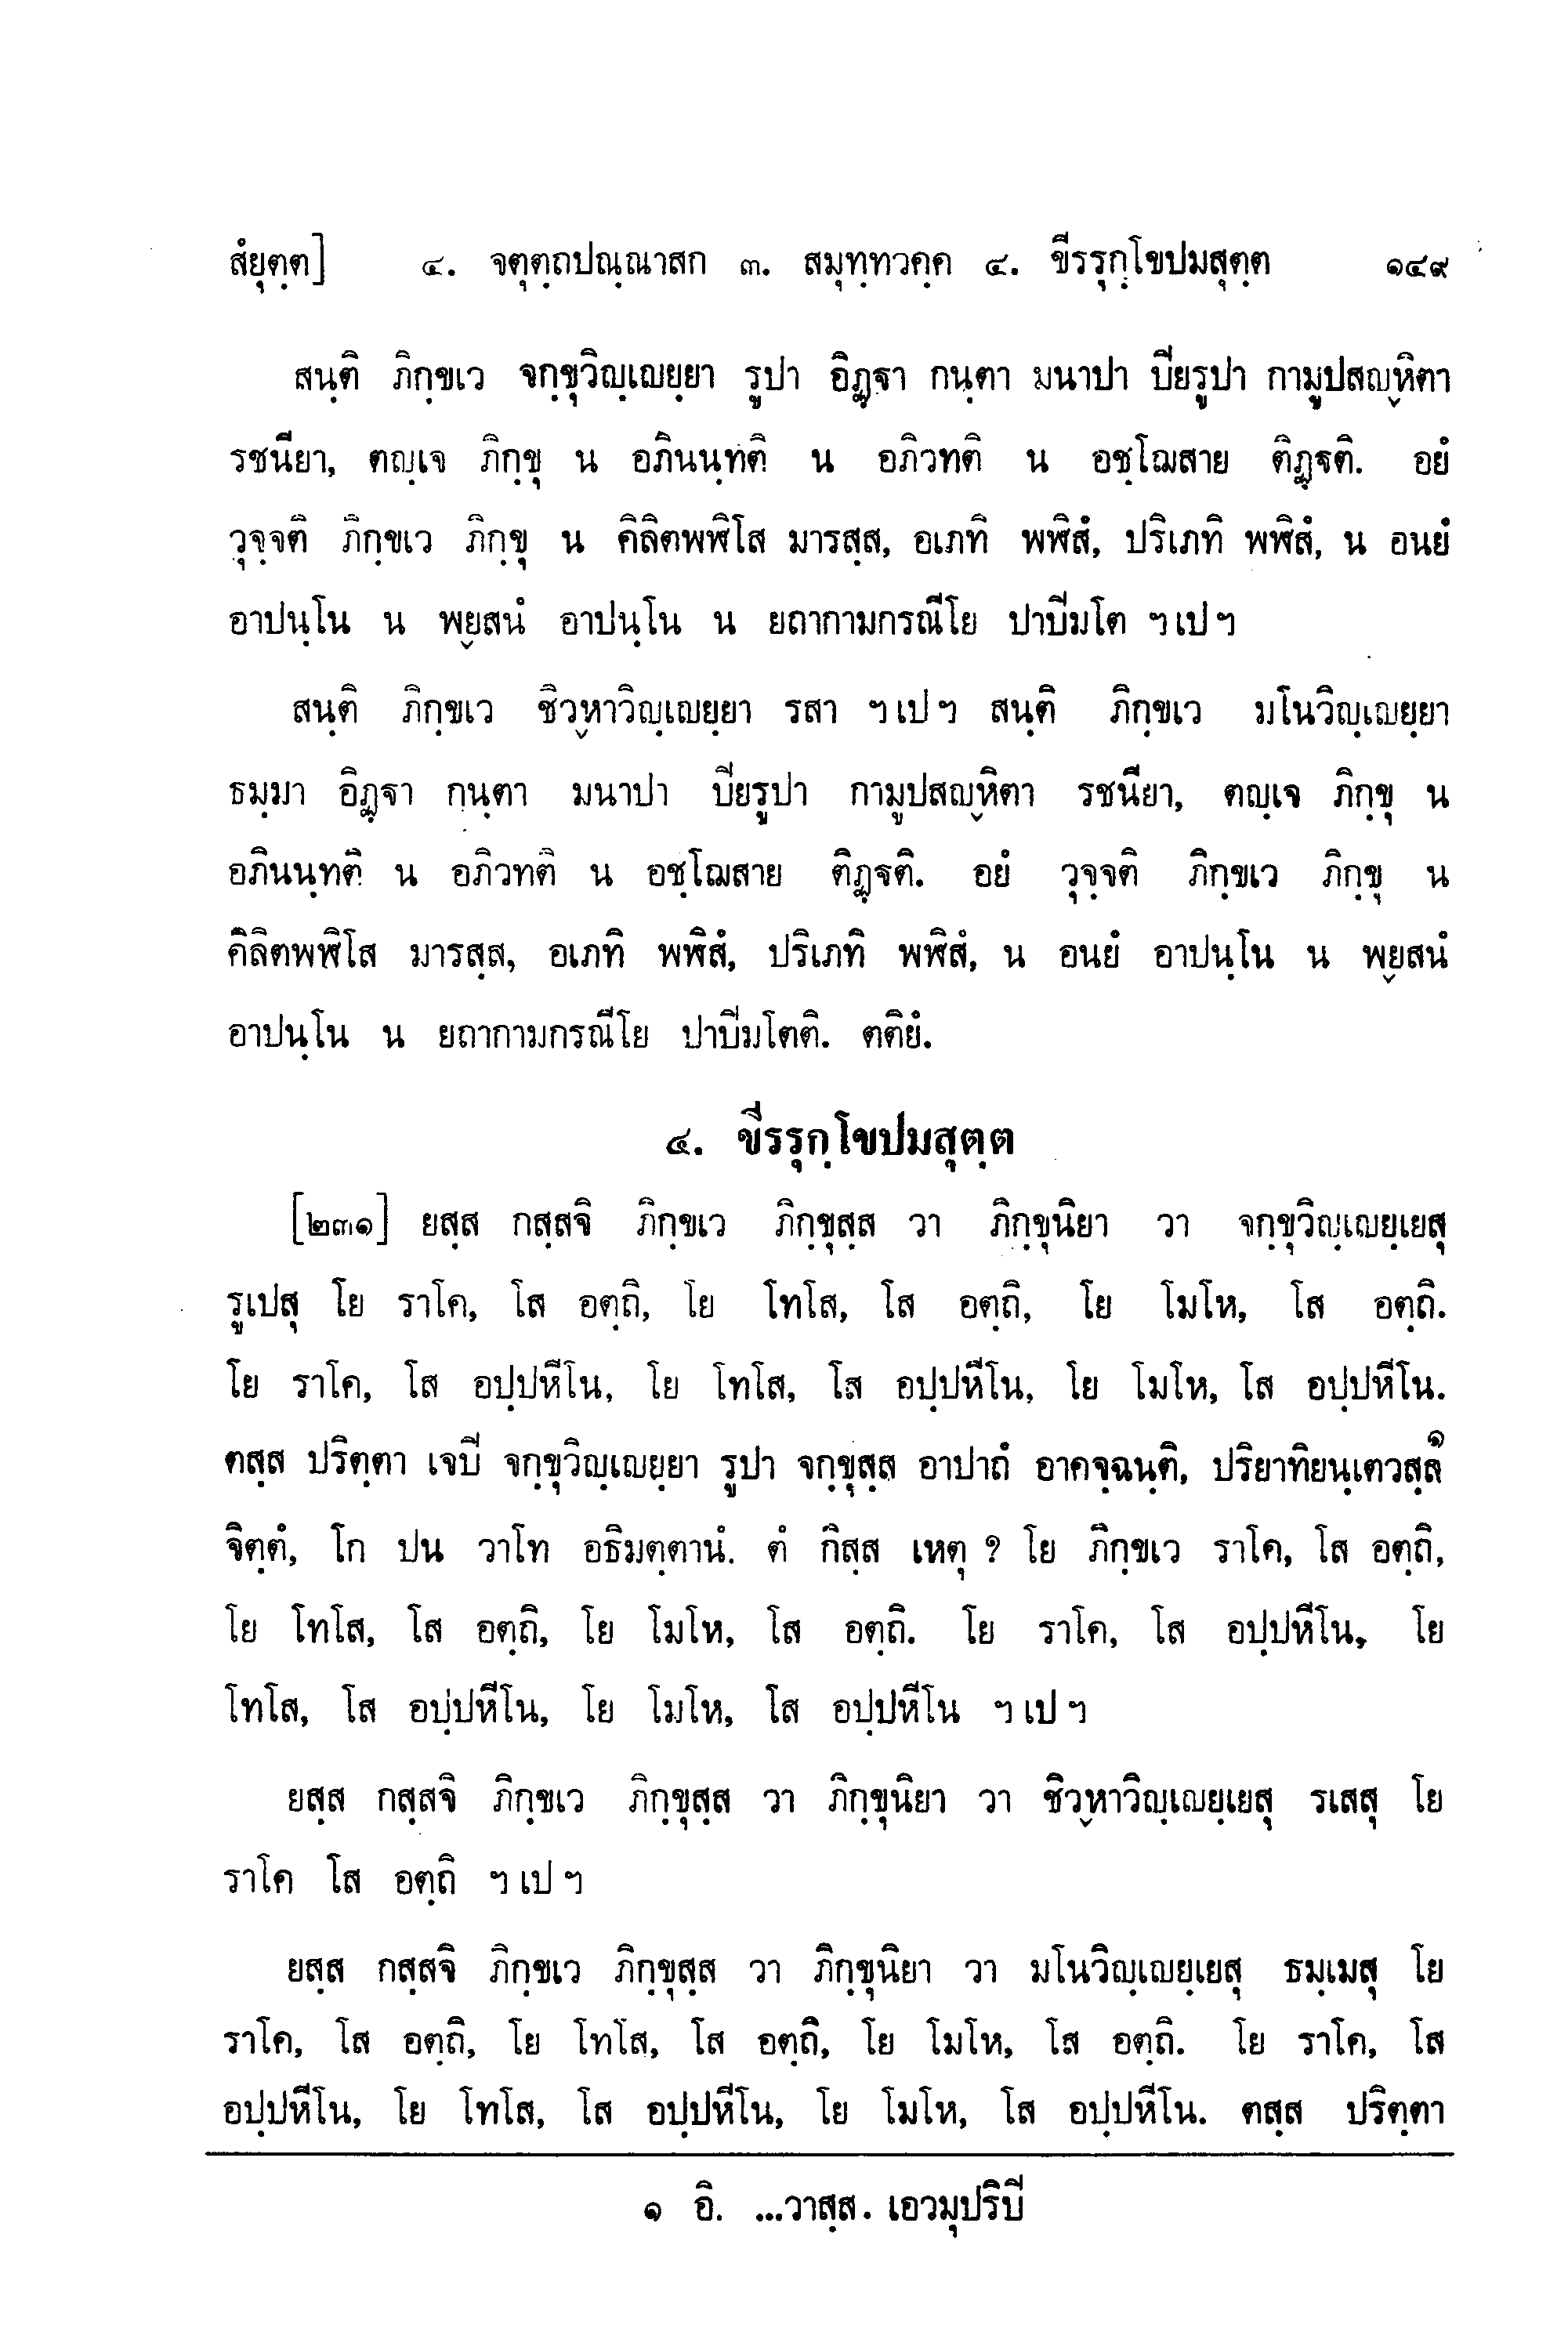 สํยุตฺต] ๔. จตุตฺถปณฺณาสก ๓. สมุทฺทวคฺค ๔. ขีรรุกฺโขปมสุตฺต ๑๔๙
สนฺติ ภิกฺขเว จกฺขุวิญฺเญยฺยา รูปา อิฏฺฐา กนฺตา มนาปา ปิยรูปา กามูปสญฺหิตา
รชนียา, ตญฺเจ ภิกฺขุ น อภินนฺทติ น อภิวทติ น อชฺโฌสาย ติฏฺฐติ. อยํ
วุจฺจติ ภิกฺขเว ภิกฺขุ น คิลิตพฬิโส มารสฺส, อเภทิ พฬิสํ, ปริเภทิ พฬิสํ, น อนยํ
อาปนฺโน น พฺยสนํ อาปนฺโน น ยถากามกรณีโย ปาปิมโต ฯเปฯ
สนฺติ ภิกฺขเว ชิวฺหาวิญฺเญยฺยา รสา ฯเปฯ สนฺติ ภิกฺขเว มโนวิญฺเญยฺยา
ธมฺมา อิฏฺฐา กนฺตา มนาปา ปิยรูปา กามูปสญฺหิตา รชนียา, ตญฺเจ ภิกฺขุ น
อภินนฺทติ น อภิวทติ น อชฺโฌสาย ติฏฺฐติ. อยํ วุจฺจติ ภิกฺขเว ภิกฺขุ น
คิลิตพฬิโส มารสฺส, อเภทิ พฬิสํ, ปริเภทิ พฬิสํ, น อนยํ อาปนฺโน น พฺยสนํ
อาปนฺโน น ยถากามกรณีโย ปาปิมโตติ. ตติยํ.
๔. ขีรรุกฺโขปมสุตฺต
[๒๓๑] ยสฺส กสฺสจิ ภิกฺขเว ภิกฺขุสฺส วา ภิกฺขุนิยา วา จกฺขุวิญฺเญยฺเยสุ
รูเปสุ โย ราโค, โส อตฺถิ, โย โทโส, โส อตฺถิ, โย โมโห, โส อตฺถิ.
โย ราโค, โส อปฺปหีโน, โย โทโส, โส อปฺปหีโน, โย โมโห, โส อปฺปหีโน.
ตสฺส ปริตฺตา เจปิ จกฺขุวิญฺเญยฺยา รูปา จกฺขุสฺส อาปาถํ อาคจฺฉนฺติ, ปริยาทิยนฺเตวสฺส๑
จิตฺตํ, โก ปน วาโท อธิมตฺตานํ. ตํ กิสฺส เหตุ ? โย ภิกฺขเว ราโค, โส อตฺถิ,
โย โทโส, โส อตฺถิ, โย โมโห, โส อตฺถิ. โย ราโค, โส อปฺปหีโน, โย
โทโส, โส อปฺปหีโน, โย โมโห, โส อปฺปหีโน ฯเปฯ
ยสฺส กสฺสจิ ภิกฺขเว ภิกฺขุสฺส วา ภิกฺขุนิยา วา ชิวฺหาวิญฺเญยฺเยสุ รเสสุ โย
ราโค โส อตฺถิ ฯเปฯ
ยสฺส กสฺสจิ ภิกฺขเว ภิกฺขุสฺส วา ภิกฺขุนิยา วา มโนวิญฺเญยฺเยสุ ธมฺเมสุ โย
ราโค, โส อตฺถิ, โย โทโส, โส อตฺถิ, โย โมโห, โส อตฺถิ. โย ราโค, โส
อปฺปหีโน, โย โทโส, โส อปฺปหีโน, โย โมโห, โส อปฺปหีโน. ตสฺส ปริตฺตา
๑ อิ. ...วาสฺส. เอวมุปริปิ